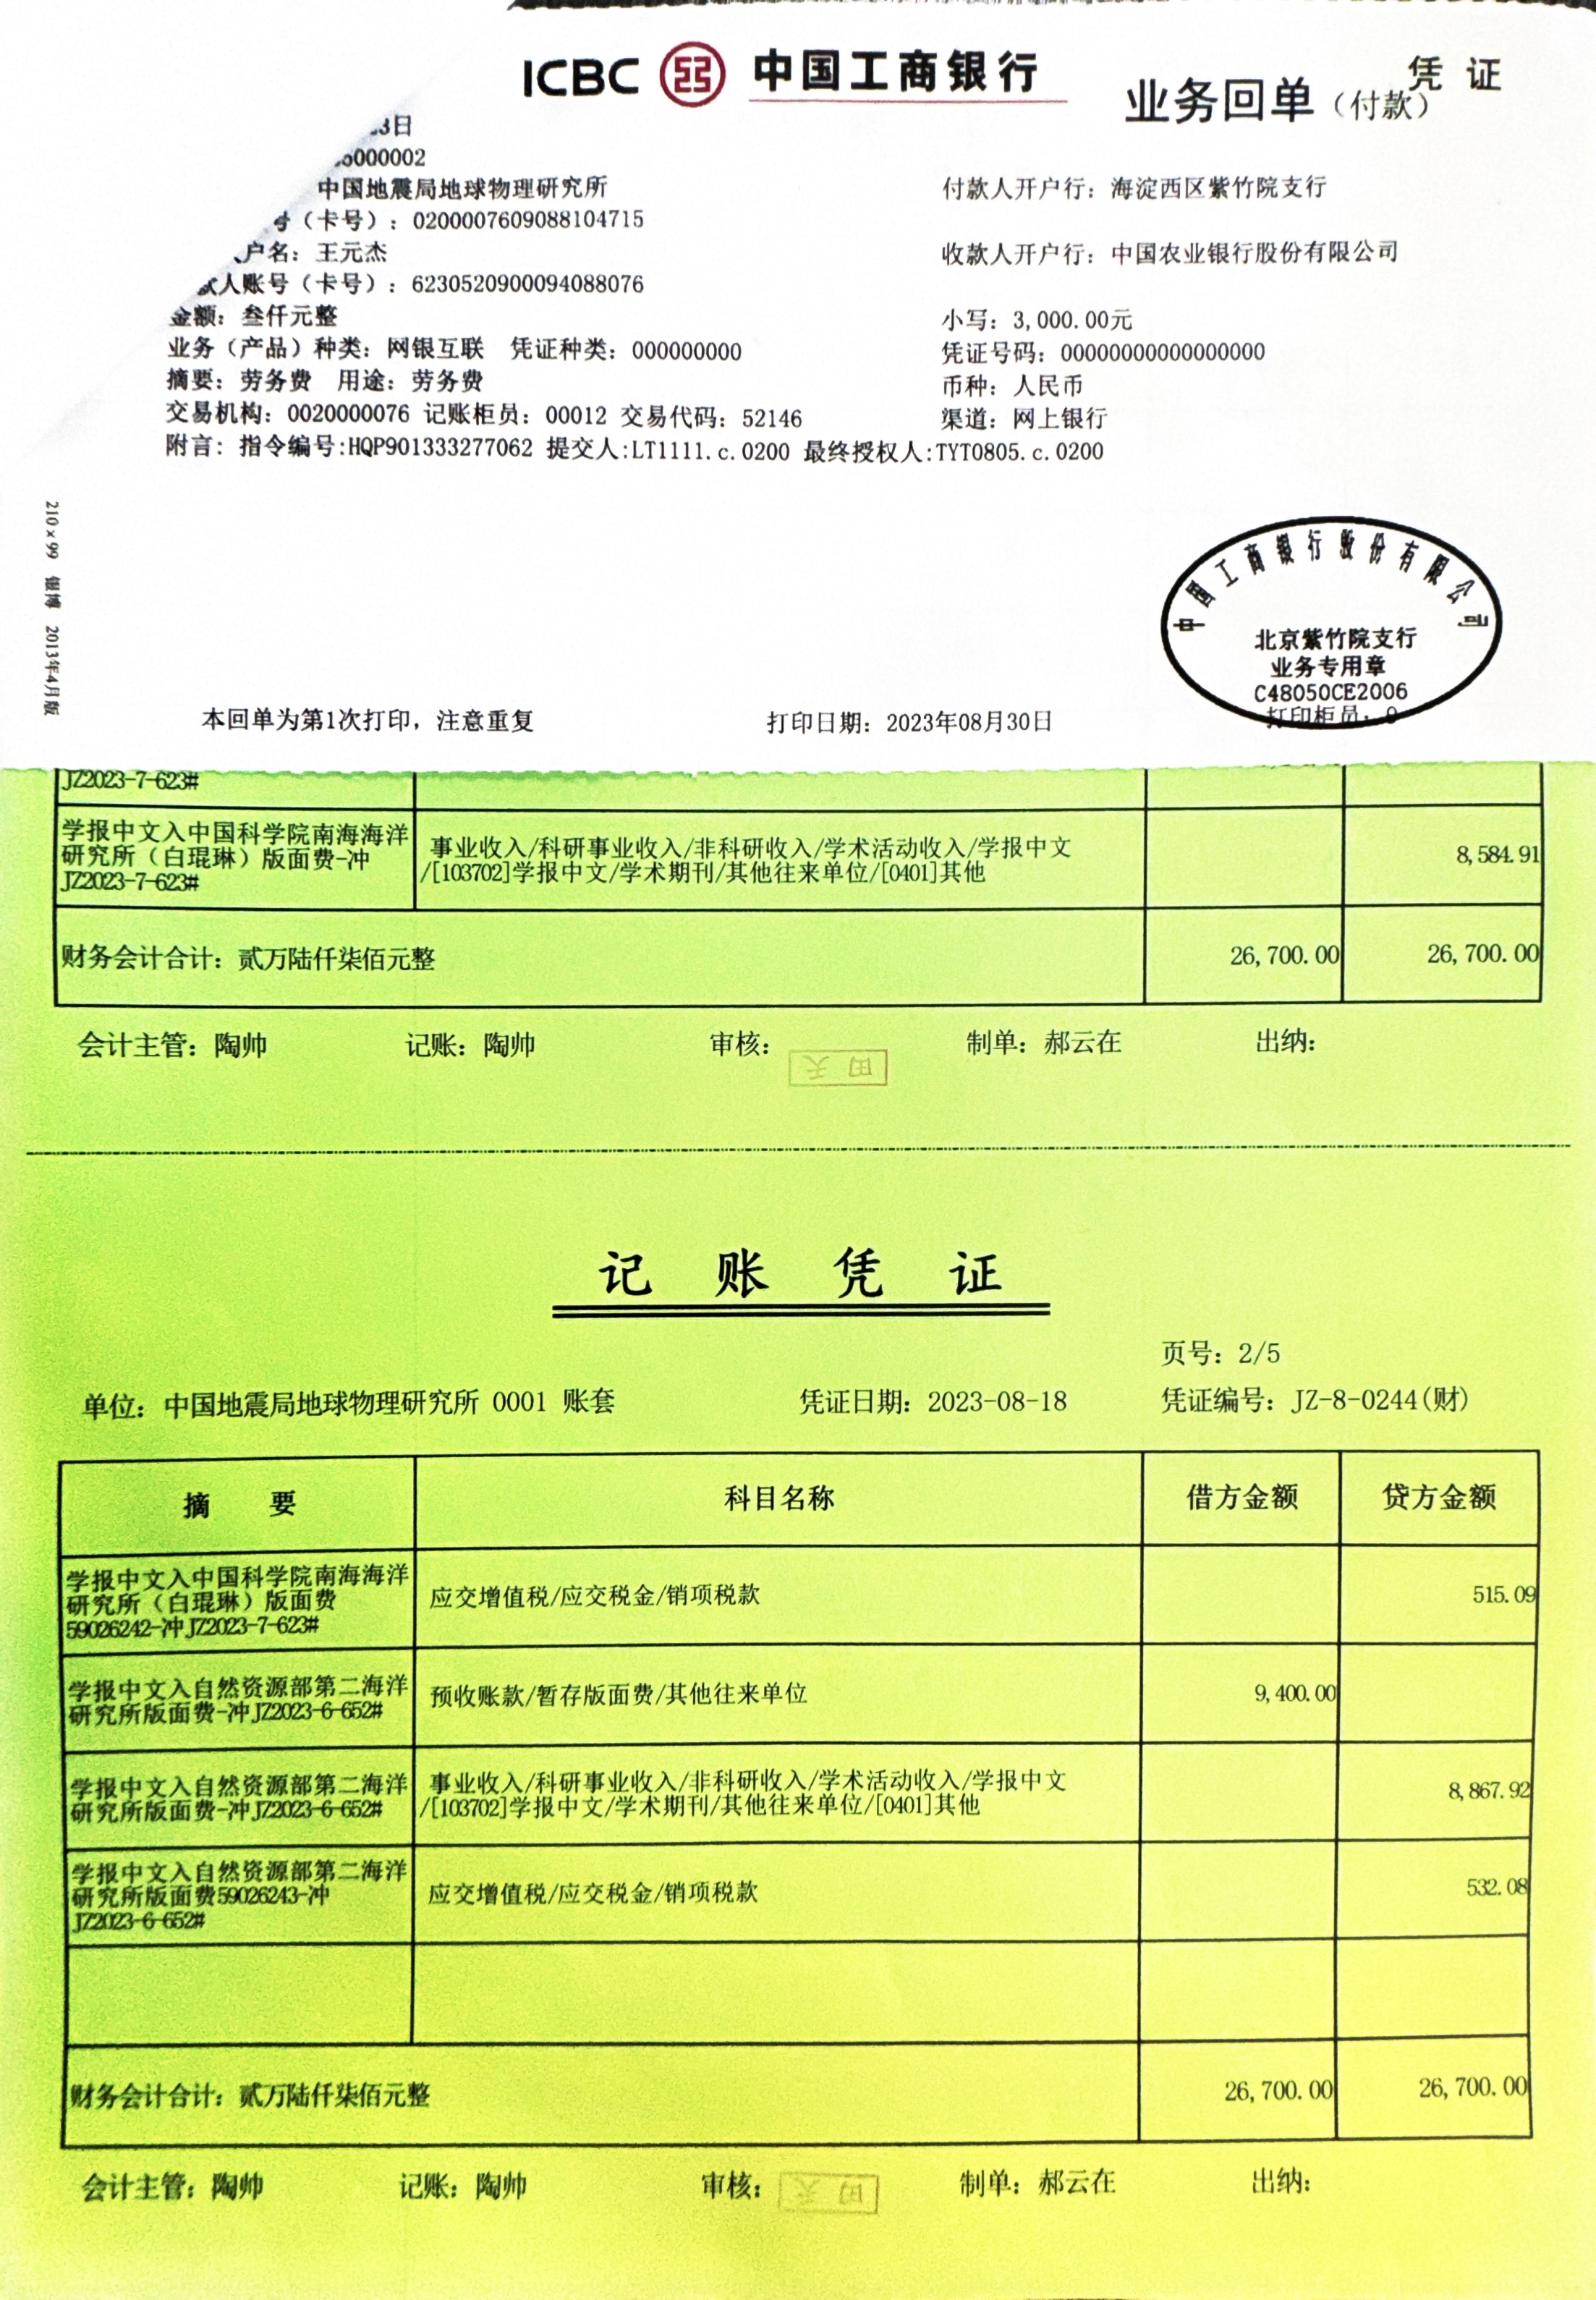 ICBC 中国工商银行
业务回单（付款）
凭 证
3日
5000002
中国地震局地球物理研究所
付款人开户行：海淀西区紫竹院支行
号（卡号）：0200007609088104715
户名：王元杰
收款人开户行：中国农业银行股份有限公司
款人账号（卡号）：6230520900094088076
金额：叁仟元整
小写：3,000.00元
业务（产品）种类：网银互联 凭证种类：000000000
凭证号码：00000000000000000
摘要：劳务费 用途：劳务费
币种：人民币
交易机构：0020000076 记账柜员：00012 交易代码：52146
渠道：网上银行
附言：指令编号:HQP901333277062 提交人:LT1111.c.0200 最终授权人:TYT0805.c.0200
210×99 银博 2013年4月版
中国工商银行股份有限公司
北京紫竹院支行
业务专用章
C48050CE2006
本回单为第1次打印，注意重复
打印日期：2023年08月30日
打印柜员：9
JZ2023-7-623#
学报中文入中国科学院南海海洋
研究所（白琨琳）版面费-冲
JZ2023-7-623#
事业收入/科研事业收入/非科研收入/学术活动收入/学报中文
/[103702]学报中文/学术期刊/其他往来单位/[0401]其他
8,584.91
财务会计合计：贰万陆仟柒佰元整
26,700.00
26,700.00
会计主管：陶帅 记账：陶帅 审核： 制单：郝云在 出纳：
田天
记 账 凭 证
页号：2/5
单位：中国地震局地球物理研究所 0001 账套
凭证日期：2023-08-18
凭证编号：JZ-8-0244(财)
摘 要
科目名称
借方金额
贷方金额
学报中文入中国科学院南海海洋
研究所（白琨琳）版面费
59026242-冲JZ2023-7-623#
应交增值税/应交税金/销项税款
515.09
学报中文入自然资源部第二海洋
研究所版面费-冲JZ2023-6-652#
预收账款/暂存版面费/其他往来单位
9,400.00
学报中文入自然资源部第二海洋
研究所版面费-冲JZ2023-6-652#
事业收入/科研事业收入/非科研收入/学术活动收入/学报中文
/[103702]学报中文/学术期刊/其他往来单位/[0401]其他
8,867.92
学报中文入自然资源部第二海洋
研究所版面费59026243-冲
JZ2023-6-652#
应交增值税/应交税金/销项税款
532.08
财务会计合计：贰万陆仟柒佰元整
26,700.00
26,700.00
会计主管：陶帅 记账：陶帅 审核： 制单：郝云在 出纳：
田天